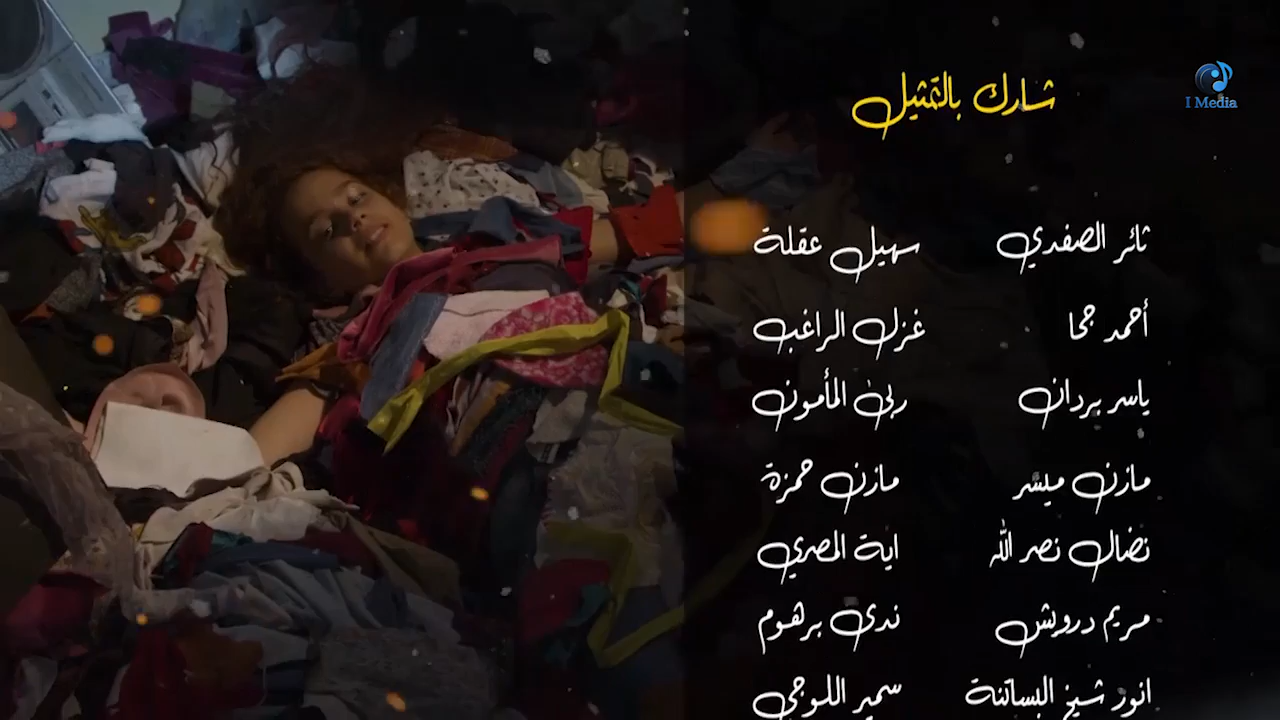 شارك بالتمثيل
I Media
ثائر الصفدي
سهيل عقلة
أحمد جحا
غزل الراغب
ياسر بردان
ربى المأمون
مازن ميسر
مازن حمزة
نضال نصر الله
اية المصري
مريم درويش
ندى برهوم
انور شيخ البساتنة
سمير اللوجي